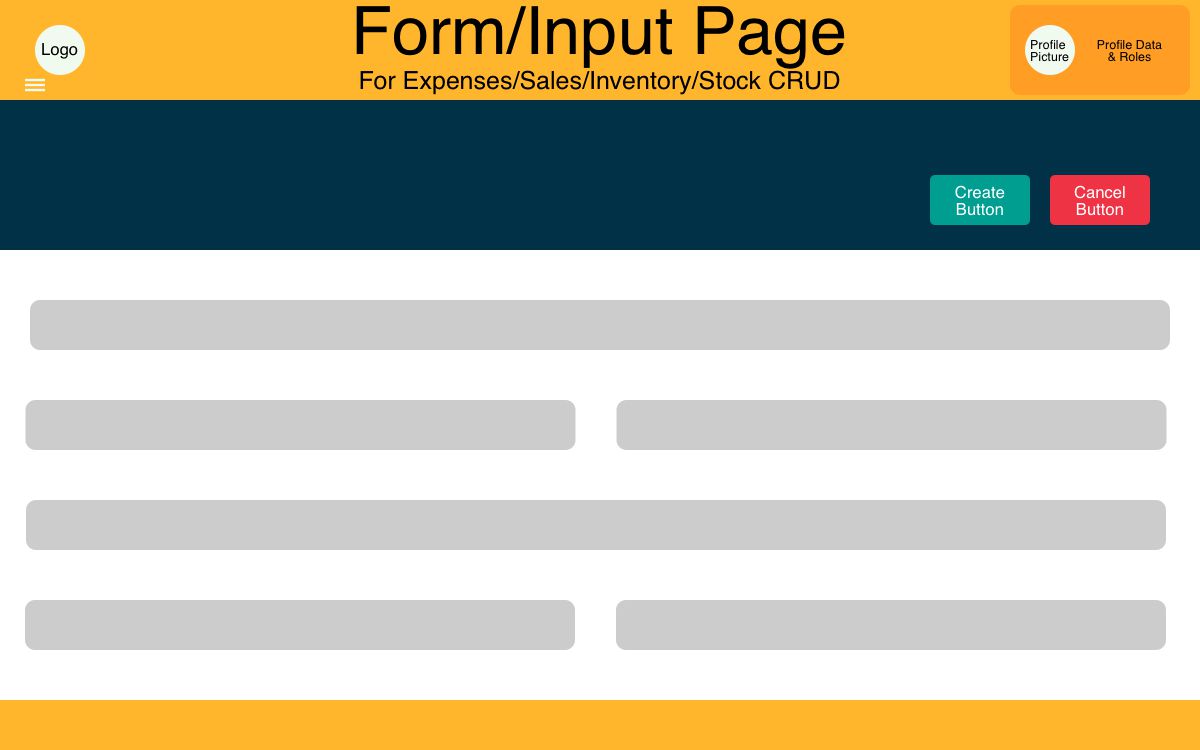 Form/Input Page
For Expenses/Sales/Inventory/Stock CRUD
Logo
Profile
Picture
Profile Data
& Roles
Create
Button
Cancel
Button